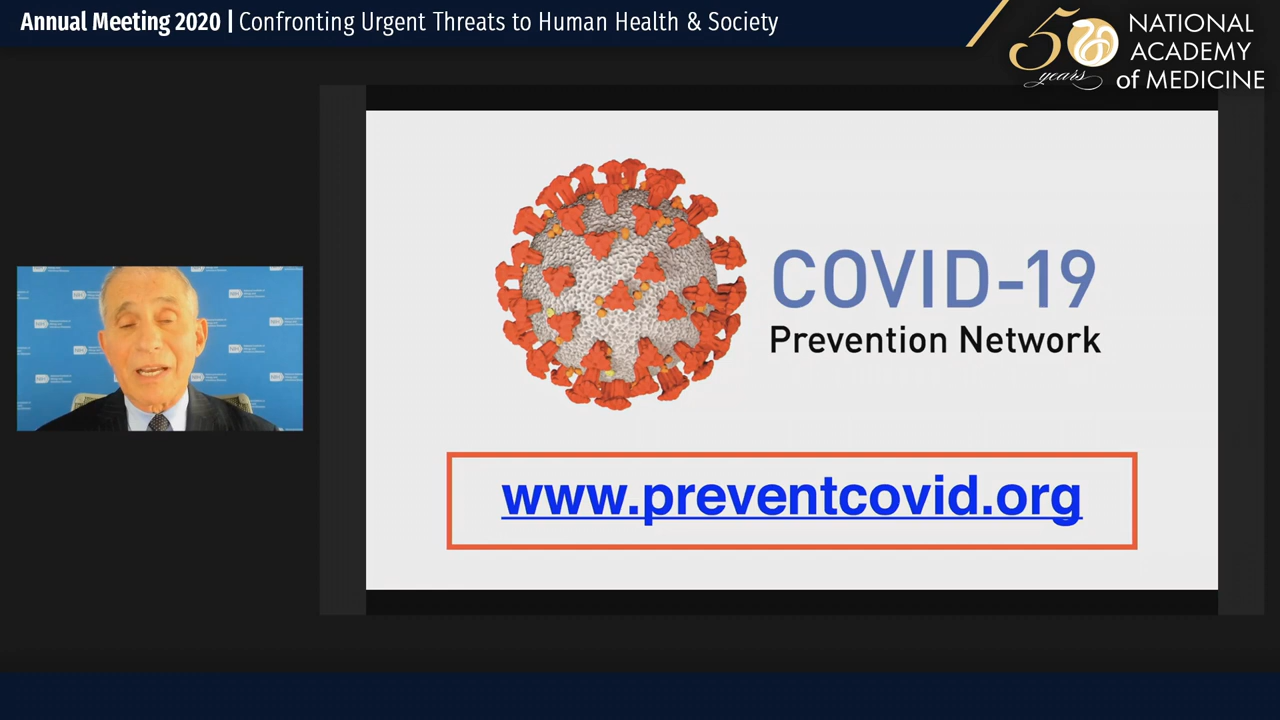 Annual Meeting 2020 | Confronting Urgent Threats to Human Health & Society
50
years
NATIONAL
ACADEMY
of MEDICINE
COVID-19
Prevention Network
www.preventcovid.org
NIH